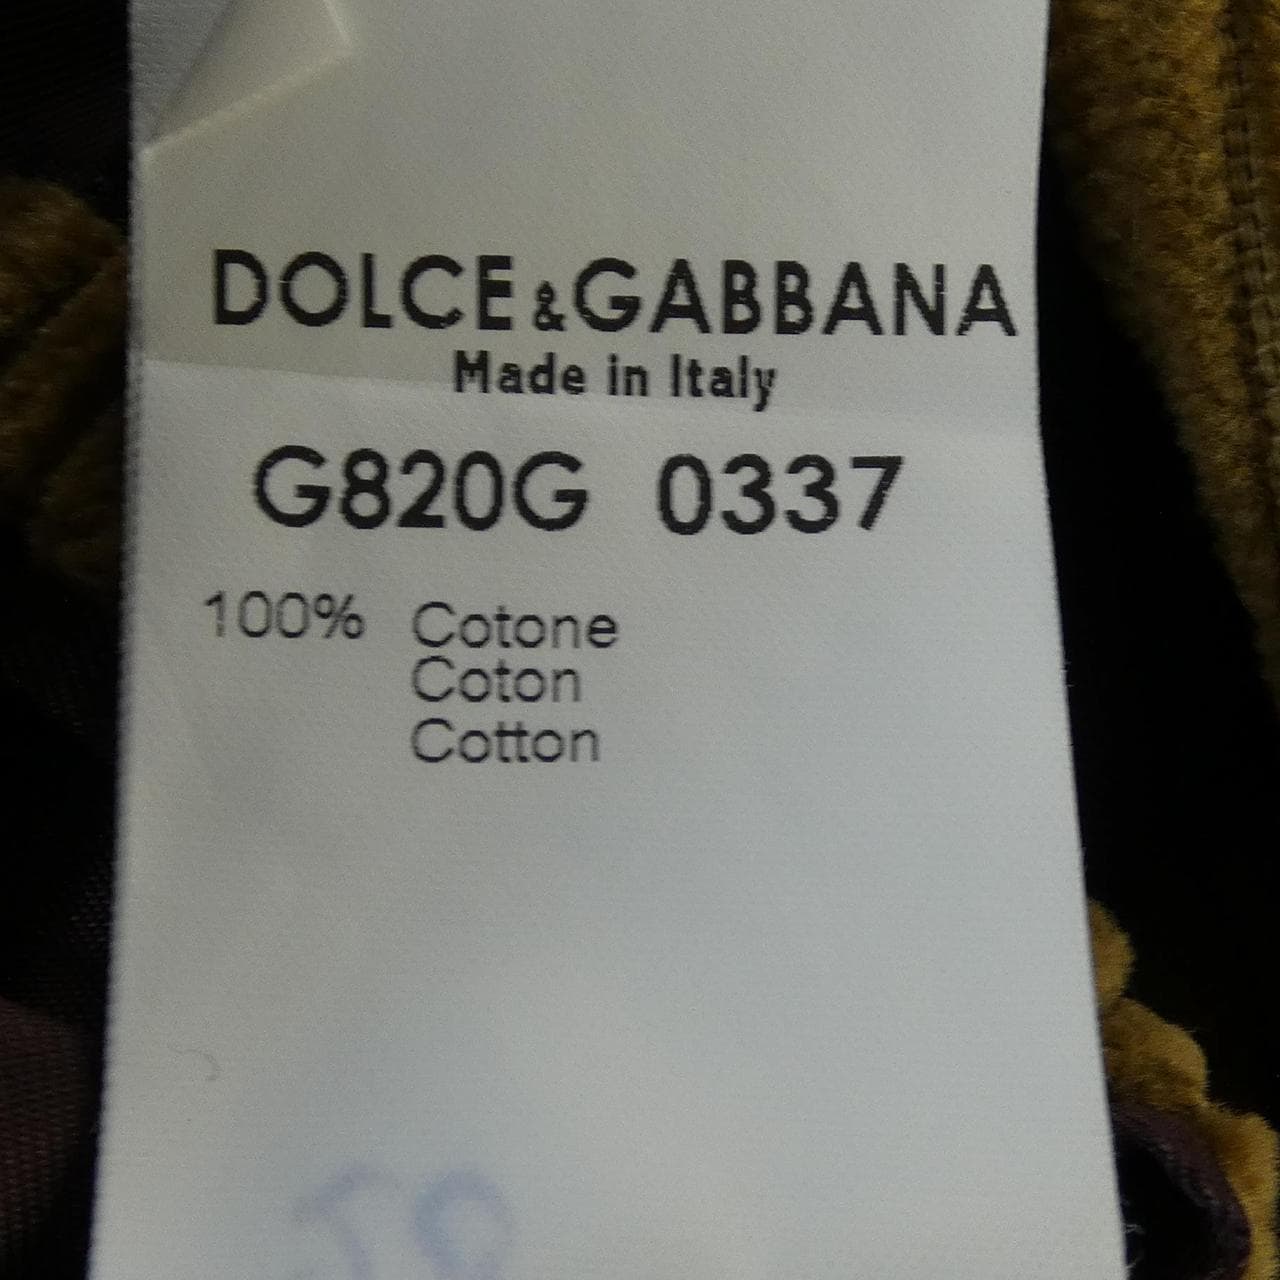 DOLCE&GABBANA
Made in Italy
G820G 0337
100% Cotone
Coton
Cotton